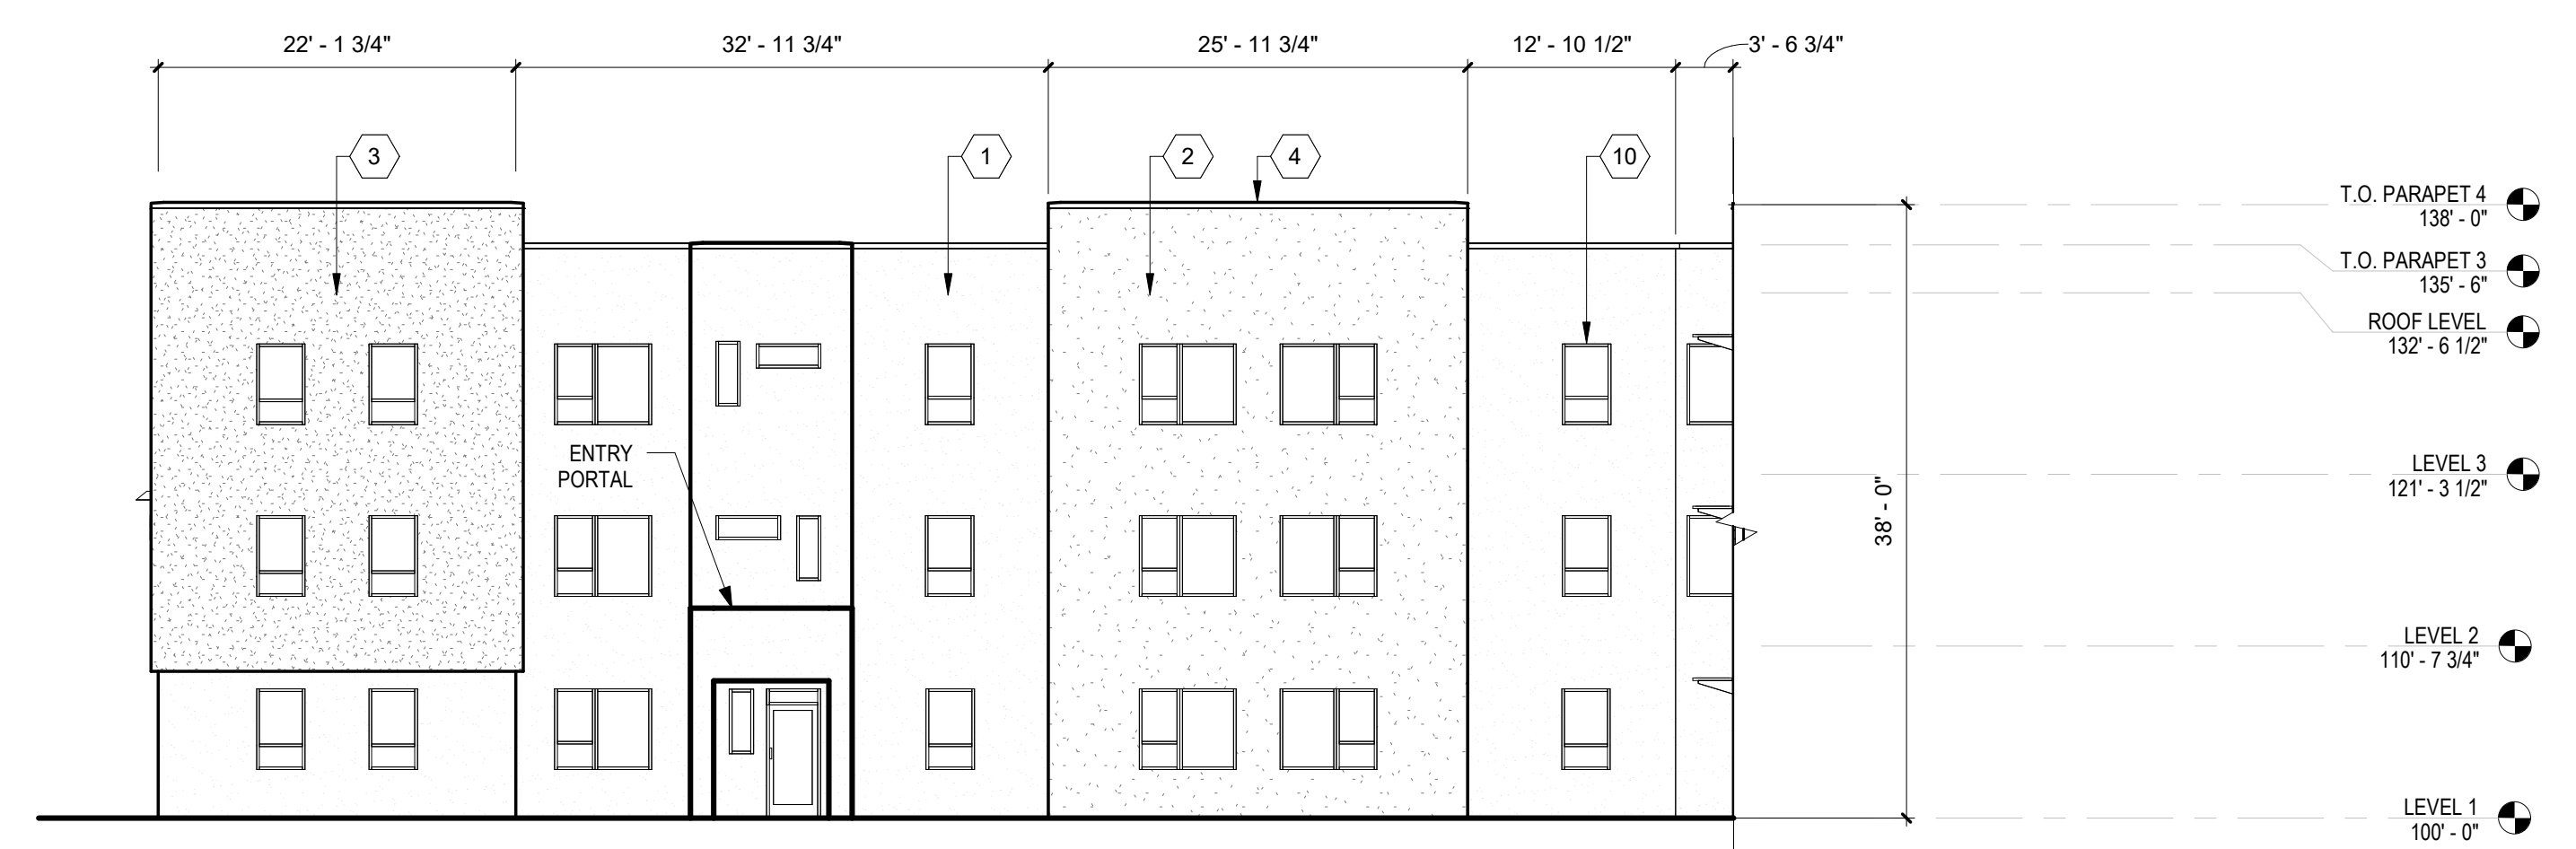 22' - 1 3/4"
32' - 11 3/4"
25' - 11 3/4"
12' - 10 1/2"
3' - 6 3/4"
3
1
2
4
10
T.O. PARAPET 4
138' - 0"
T.O. PARAPET 3
135' - 6"
ROOF LEVEL
132' - 6 1/2"
ENTRY
PORTAL
LEVEL 3
121' - 3 1/2"
38' - 0"
LEVEL 2
110' - 7 3/4"
LEVEL 1
100' - 0"